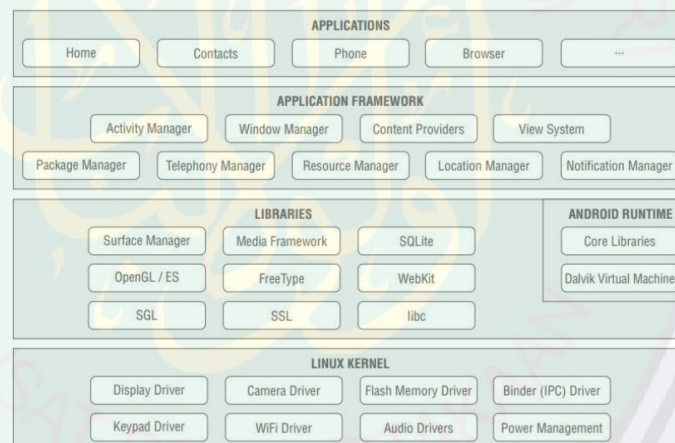 APPLICATIONS
Home Contacts Phone Browser ...
APPLICATION FRAMEWORK
Activity Manager Window Manager Content Providers View System
Package Manager Telephony Manager Resource Manager Location Manager Notification Manager
LIBRARIES ANDROID RUNTIME
Surface Manager Media Framework SQLite Core Libraries
OpenGL / ES FreeType WebKit Dalvik Virtual Machine
SGL SSL libc
LINUX KERNEL
Display Driver Camera Driver Flash Memory Driver Binder (IPC) Driver
Keypad Driver WiFi Driver Audio Drivers Power Management